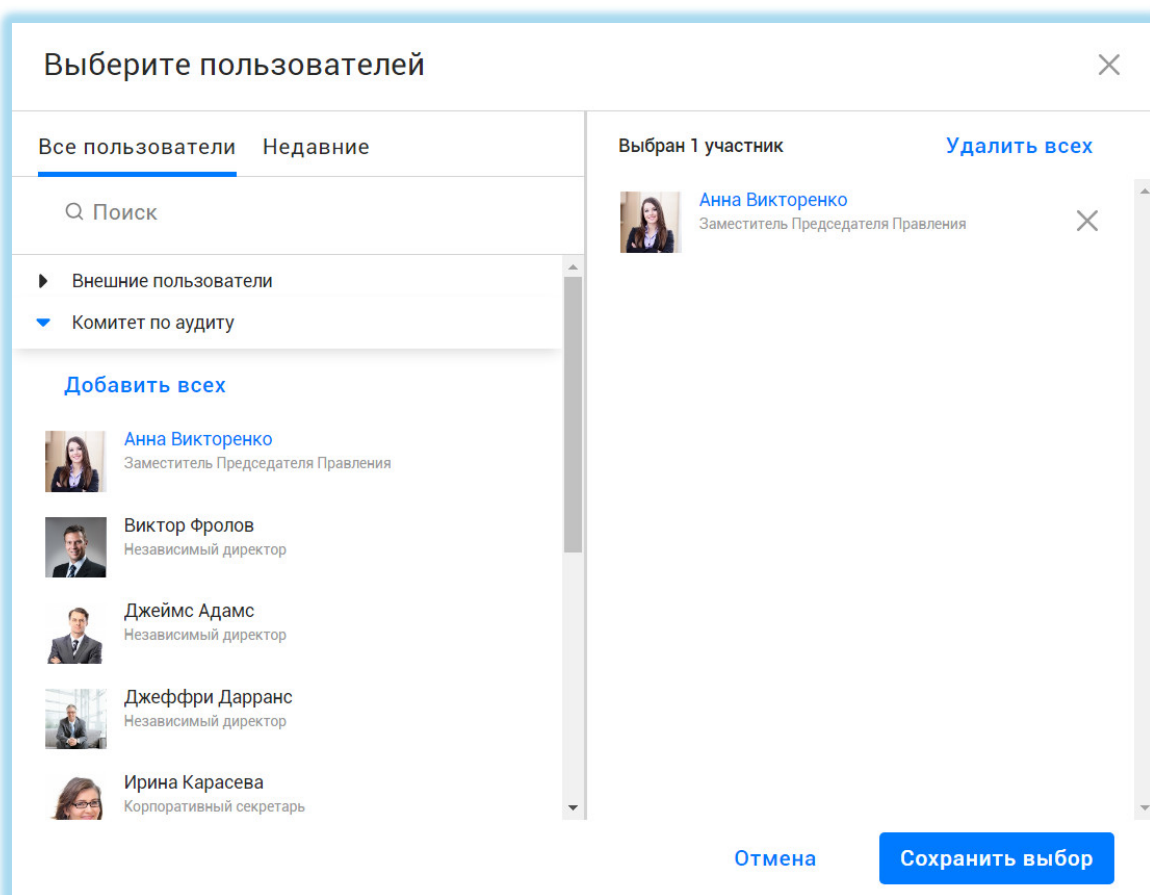 Выберите пользователей
Все пользователи Недавние
Поиск
Внешние пользователи
Комитет по аудиту
Добавить всех
Анна Викторенко
Заместитель Председателя Правления
Виктор Фролов
Независимый директор
Джеймс Адамс
Независимый директор
Джеффри Дарранс
Независимый директор
Ирина Карасева
Корпоративный секретарь
Выбран 1 участник Удалить всех
Анна Викторенко
Заместитель Председателя Правления
Отмена Сохранить выбор